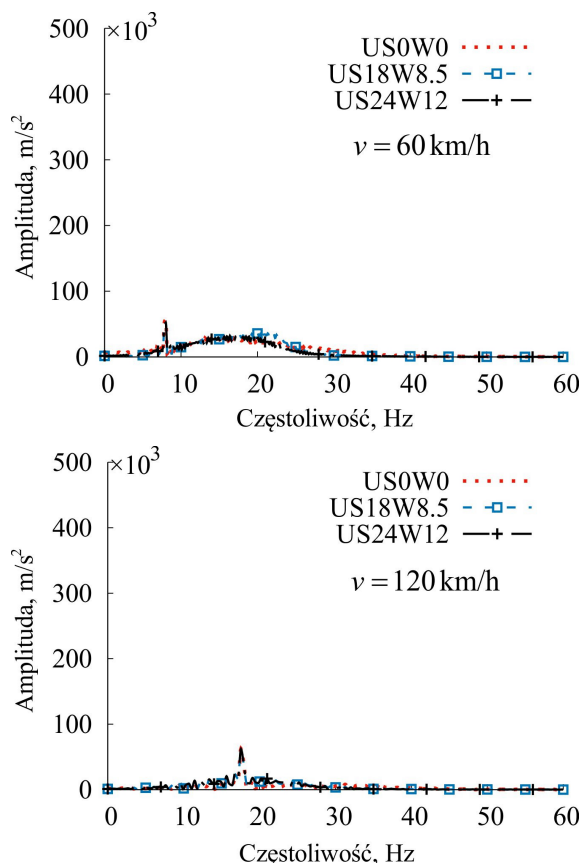 500 ×10³
US0W0
US18W8.5
US24W12
400
v = 60 km/h
300
200
100
0
Amplituda, m/s²
0 10 20 30 40 50 60
Częstoliwość, Hz
500 ×10³
US0W0
US18W8.5
US24W12
400
v = 120 km/h
300
200
100
0
Amplituda, m/s²
0 10 20 30 40 50 60
Częstoliwość, Hz